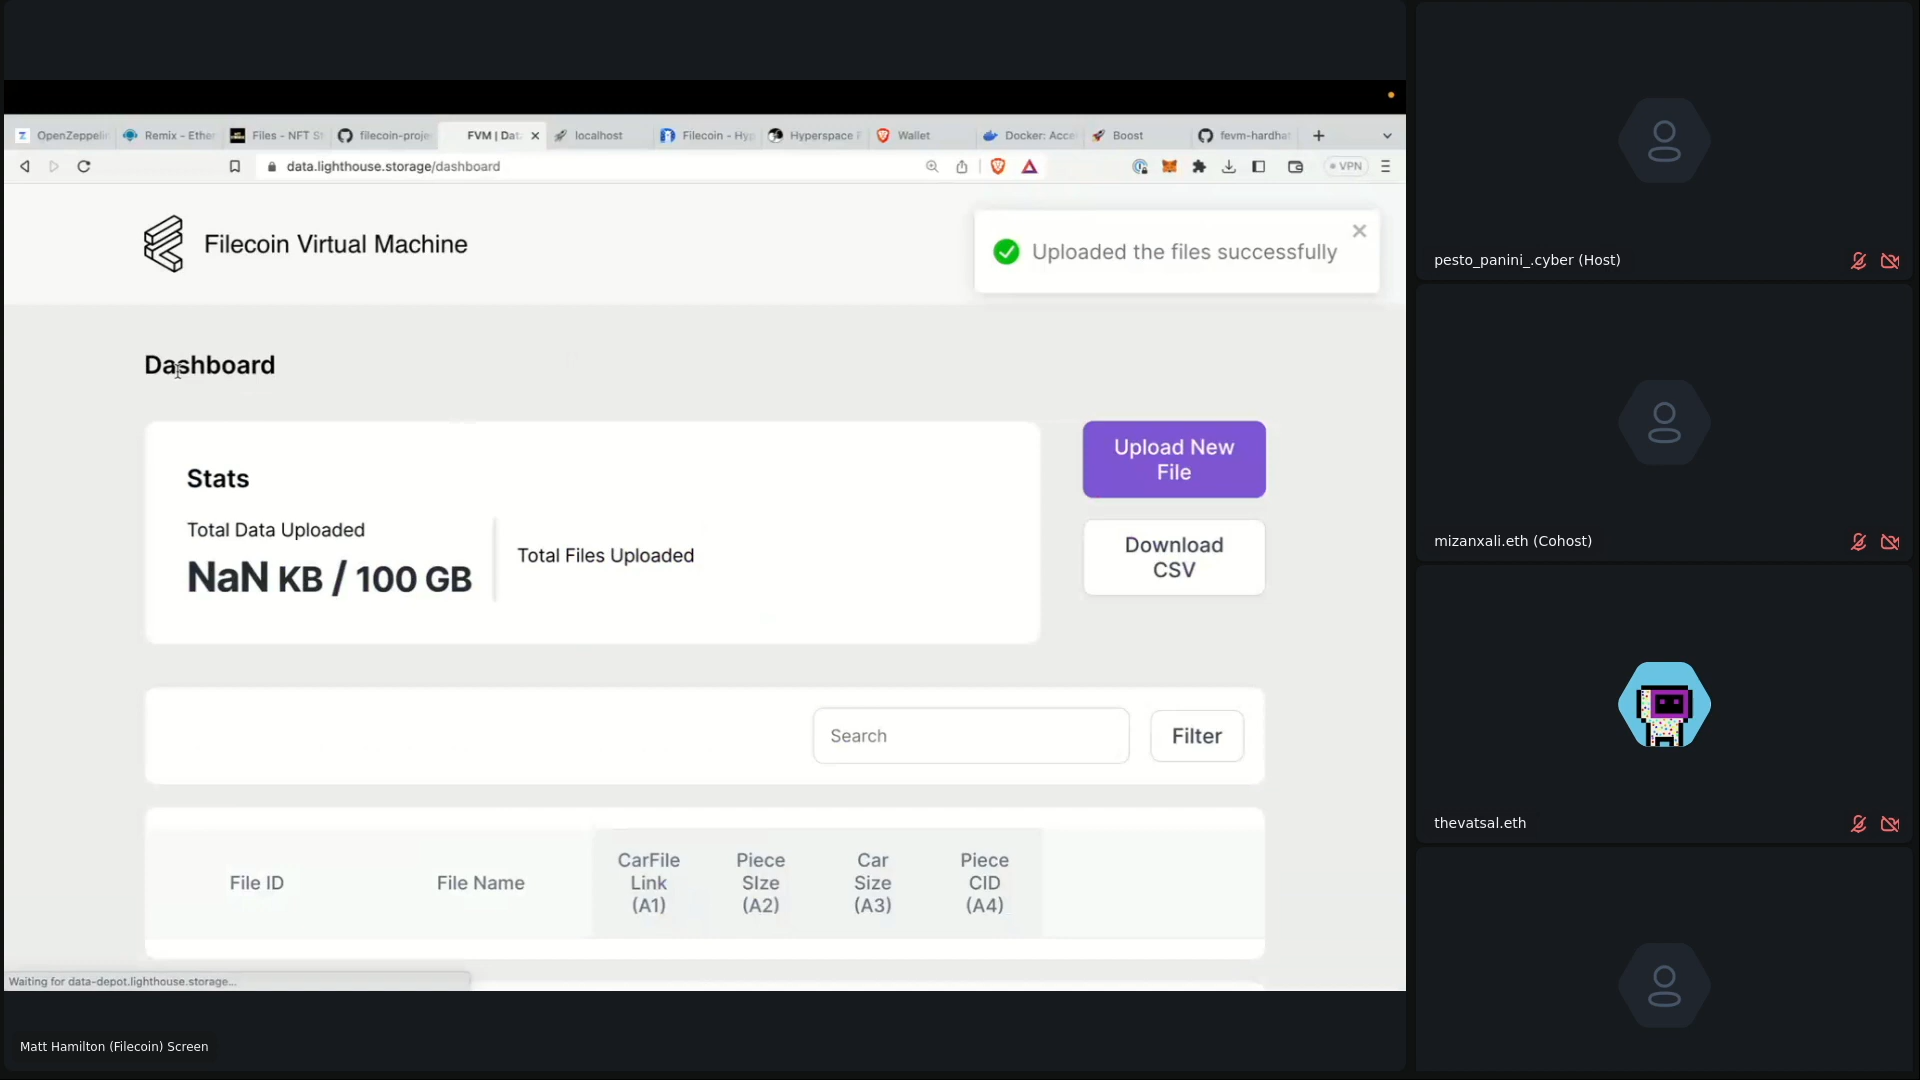 OpenZeppelin
Remix - Ether
Files - NFT St
filecoin-proje
FVM | Dat
localhost
Filecoin - Hyp
Hyperspace F
Wallet
Docker: Acce
Boost
fevm-hardhat
data.lighthouse.storage/dashboard
VPN
Filecoin Virtual Machine
Uploaded the files successfully
Dashboard
Stats
Total Data Uploaded
NaN KB / 100 GB
Total Files Uploaded
Upload New
File
Download
CSV
Search
Filter
File ID
File Name
CarFile
Link
(A1)
Piece
SIze
(A2)
Car
Size
(A3)
Piece
CID
(A4)
Waiting for data-depot.lighthouse.storage...
Matt Hamilton (Filecoin) Screen
pesto_panini_.cyber (Host)
mizanxali.eth (Cohost)
thevatsal.eth